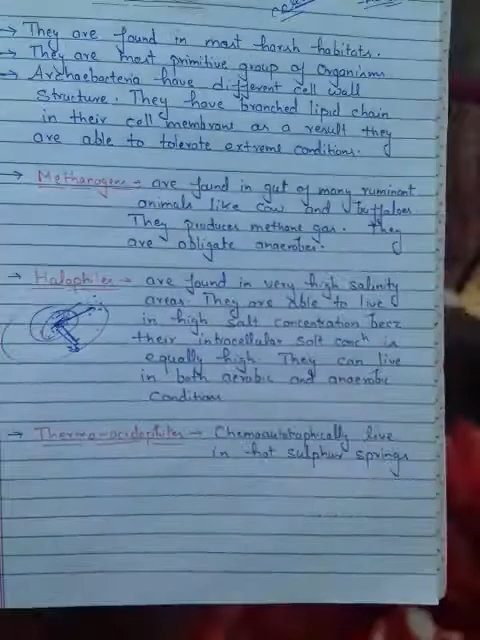 → They are found in most harsh habitats.
→ They are most primitive group of organisms
→ Archaebacteria have different cell wall
structure. They have branched lipid chain
in their cell membrane as a result they
are able to tolerate extreme conditions.
→ Methanogens - are found in gut of many ruminant
animals like cow and buffaloes
They produces methane gas. They
are obligate anaerobes.
→ Halophiles - are found in very high salinity
areas. They are able to live
in high salt concentration becz
their intracellular salt conc is
equally high. They can live
in both aerobic and anaerobic
conditions
→ Thermo-acidophiles - Chemoautotrophically live
in hot sulphur springs